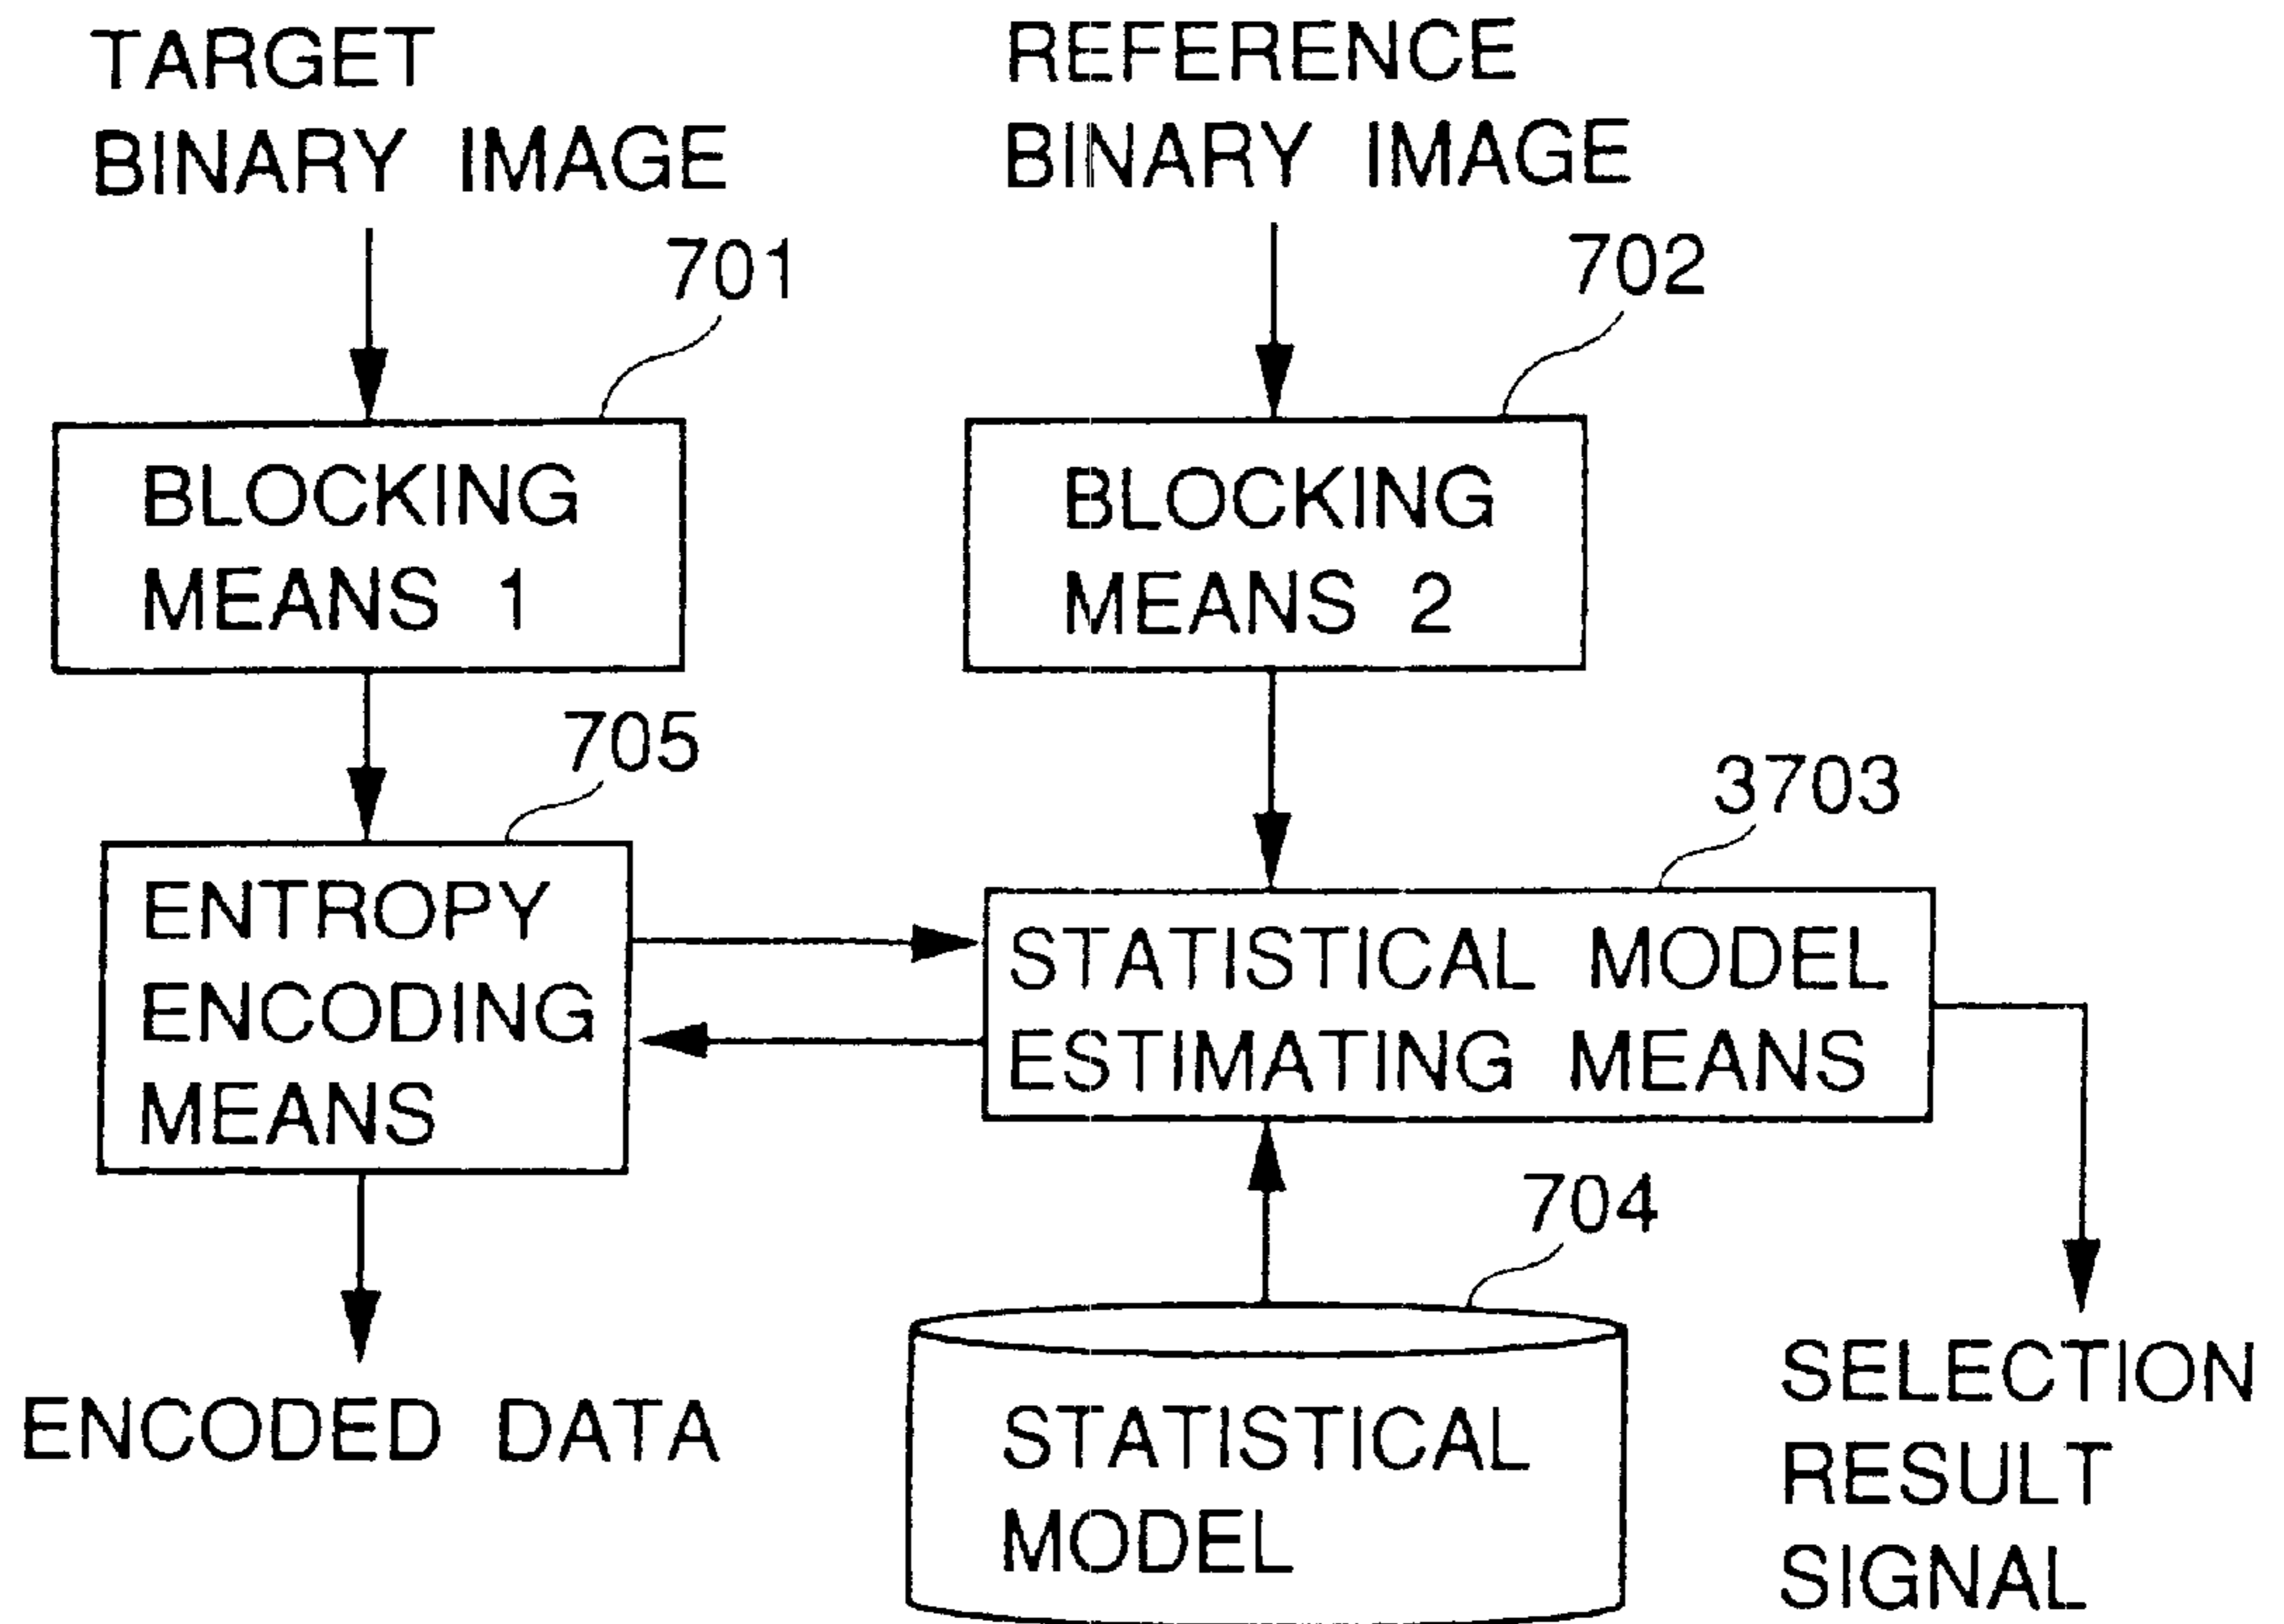 TARGET
BINARY IMAGE
REFERENCE
BINARY IMAGE
701
702
BLOCKING
MEANS 1
BLOCKING
MEANS 2
705
3703
ENTROPY
ENCODING
MEANS
STATISTICAL MODEL
ESTIMATING MEANS
704
ENCODED DATA
STATISTICAL
MODEL
SELECTION
RESULT
SIGNAL